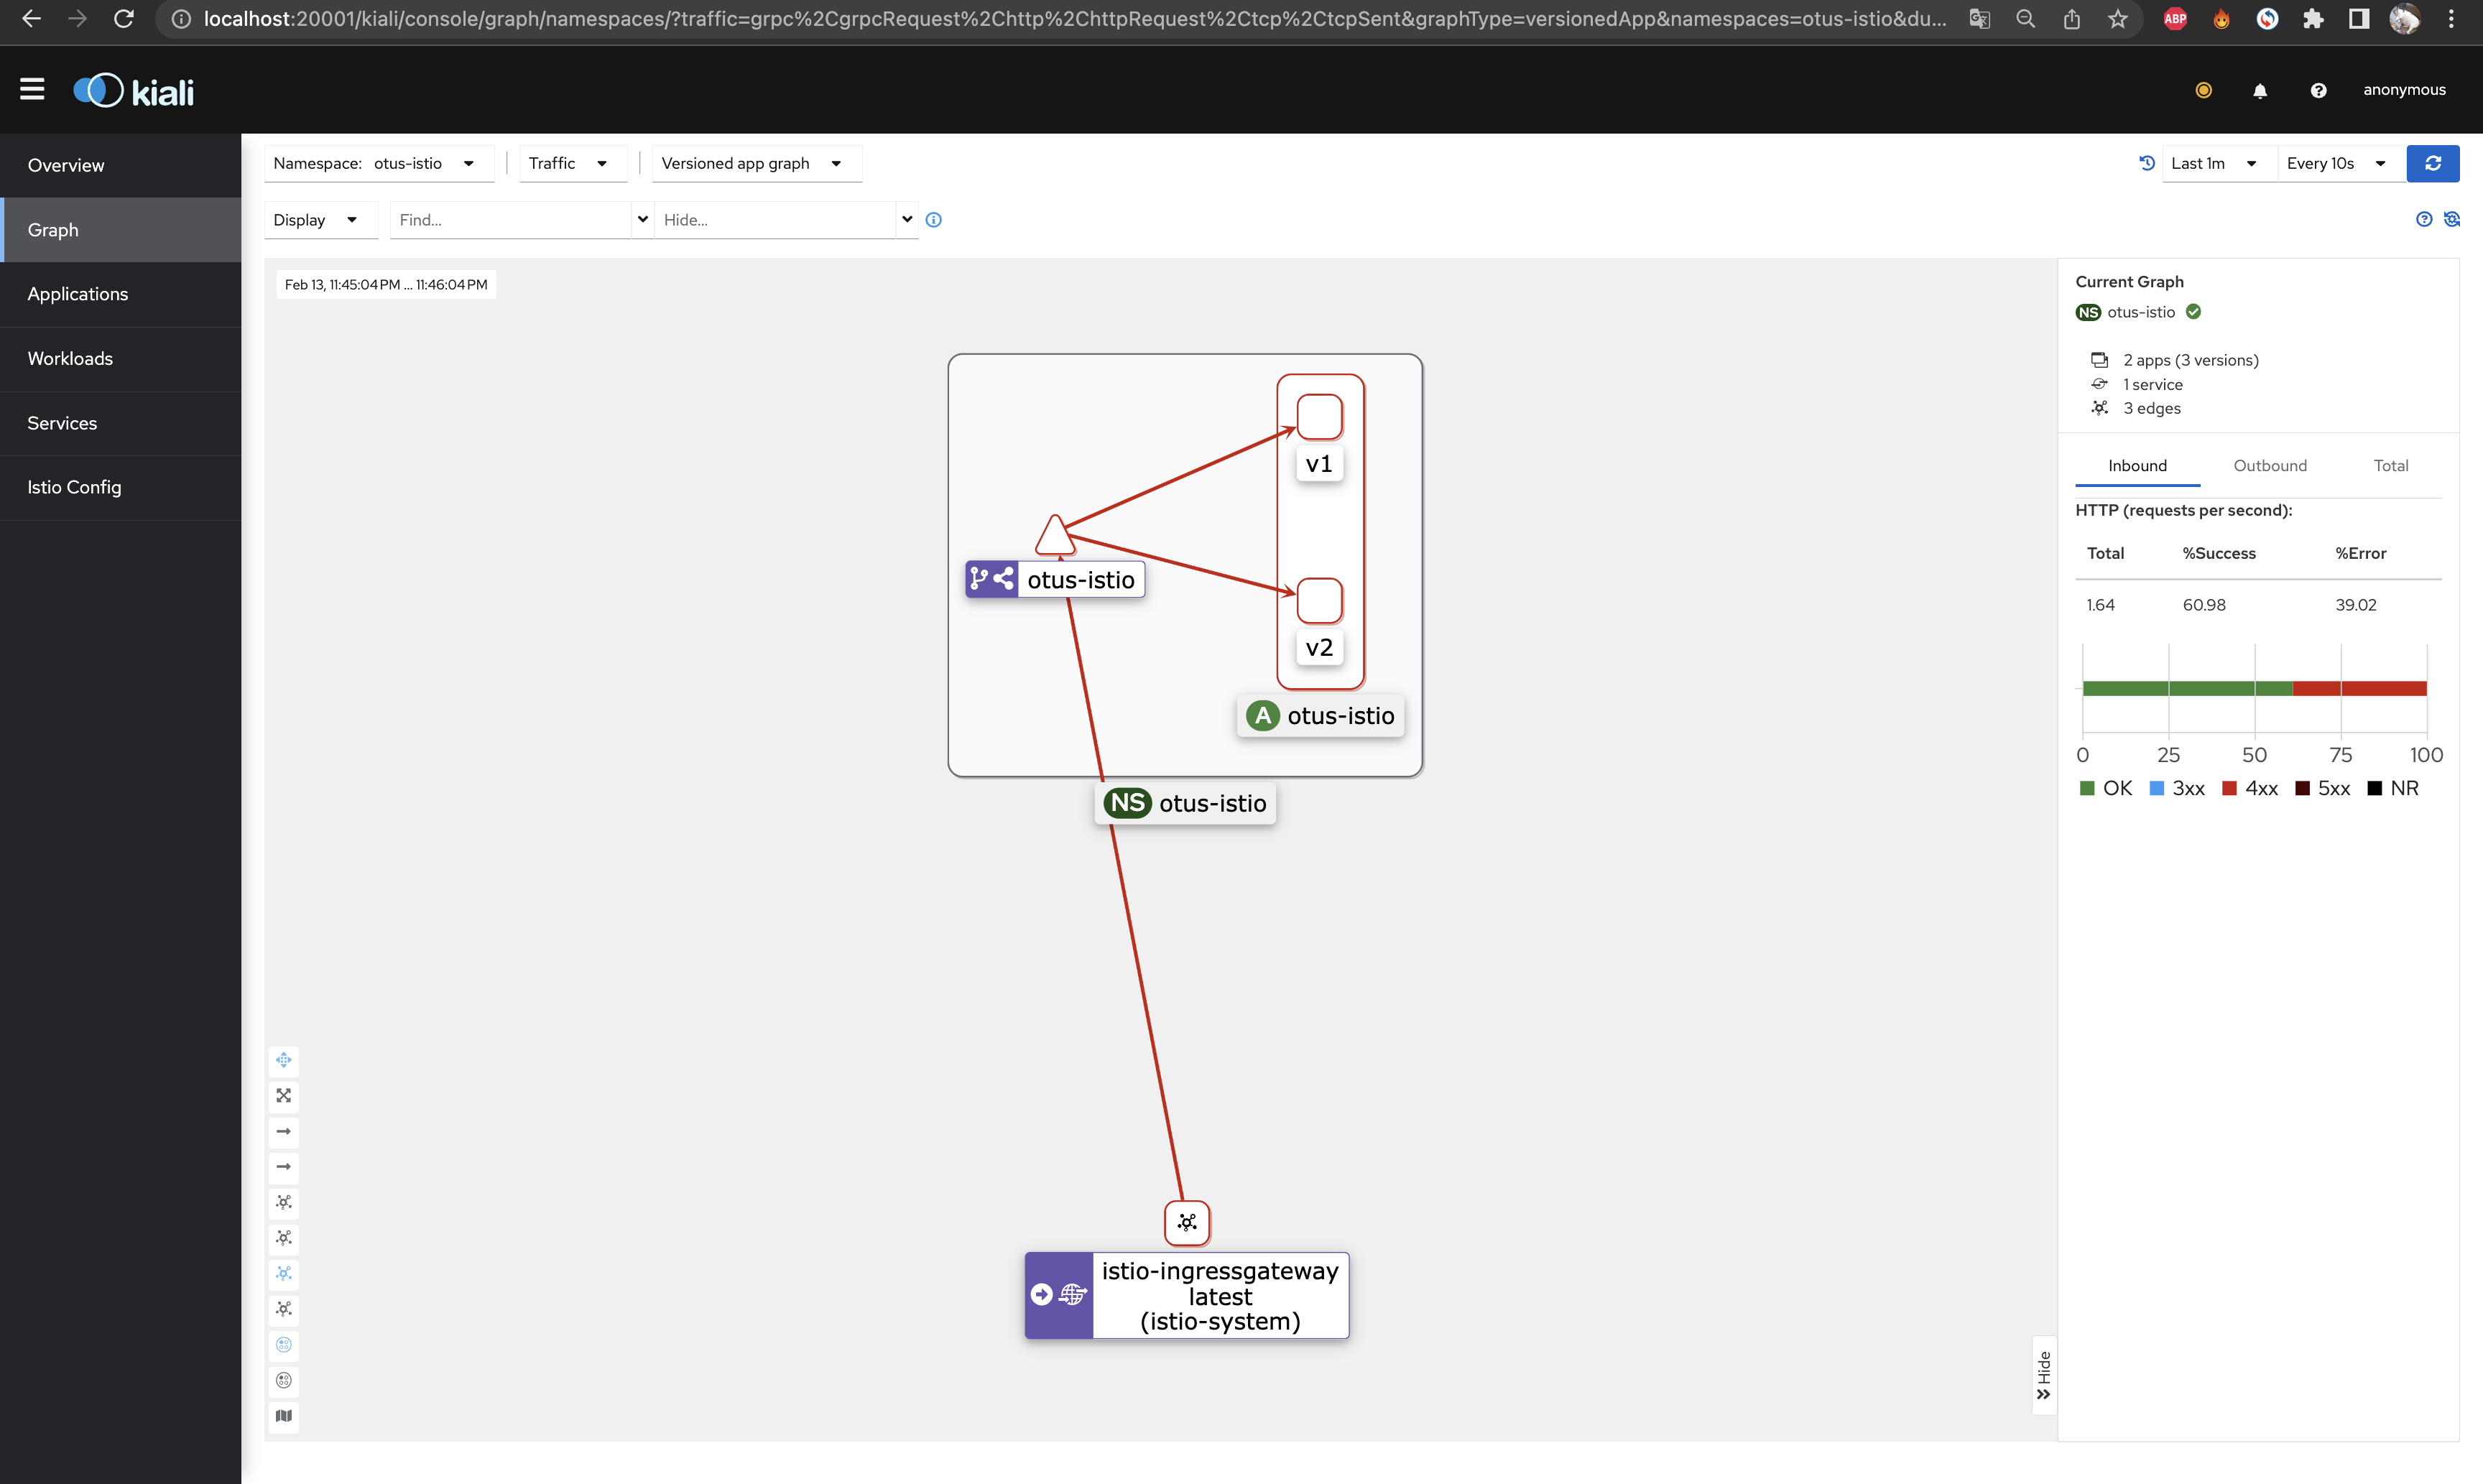 localhost:20001/kiali/console/graph/namespaces/?traffic=grpc%2CgrpcRequest%2Chttp%2ChttpRequest%2Ctcp%2CtcpSent&graphType=versionedApp&namespaces=otus-istio&du...
ABP
kiali
anonymous
Overview
Graph
Applications
Workloads
Services
Istio Config
Namespace: otus-istio
Traffic
Versioned app graph
Last 1m
Every 10s
Display
Find...
Hide...
Feb 13, 11:45:04 PM ... 11:46:04 PM
v1
otus-istio
v2
A otus-istio
NS otus-istio
istio-ingressgateway
latest
(istio-system)
Hide
Current Graph
NS otus-istio
2 apps (3 versions)
1 service
3 edges
Inbound Outbound Total
HTTP (requests per second):
Total %Success %Error
1.64 60.98 39.02
0 25 50 75 100
OK 3xx 4xx 5xx NR